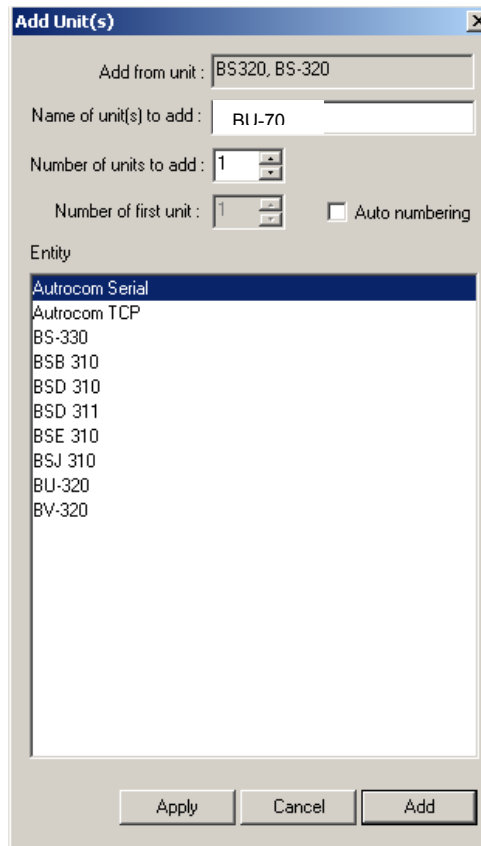 Add Unit(s)
Add from unit : BS320, BS-320
Name of unit(s) to add : BU-70
Number of units to add : 1
Number of first unit : 1 Auto numbering
Entity
Autrocom Serial
Autrocom TCP
BS-330
BSB 310
BSD 310
BSD 311
BSE 310
BSJ 310
BU-320
BV-320
Apply Cancel Add